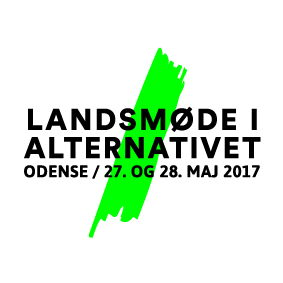 LANDSMØDE I
ALTERNATIVET
ODENSE / 27. OG 28. MAJ 2017